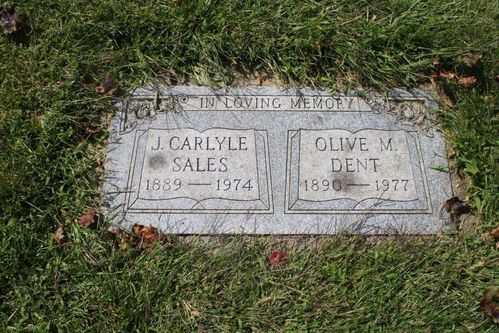 IN LOVING MEMORY
J. CARLYLE
SALES
1889 — 1974
OLIVE M.
DENT
1890 — 1977